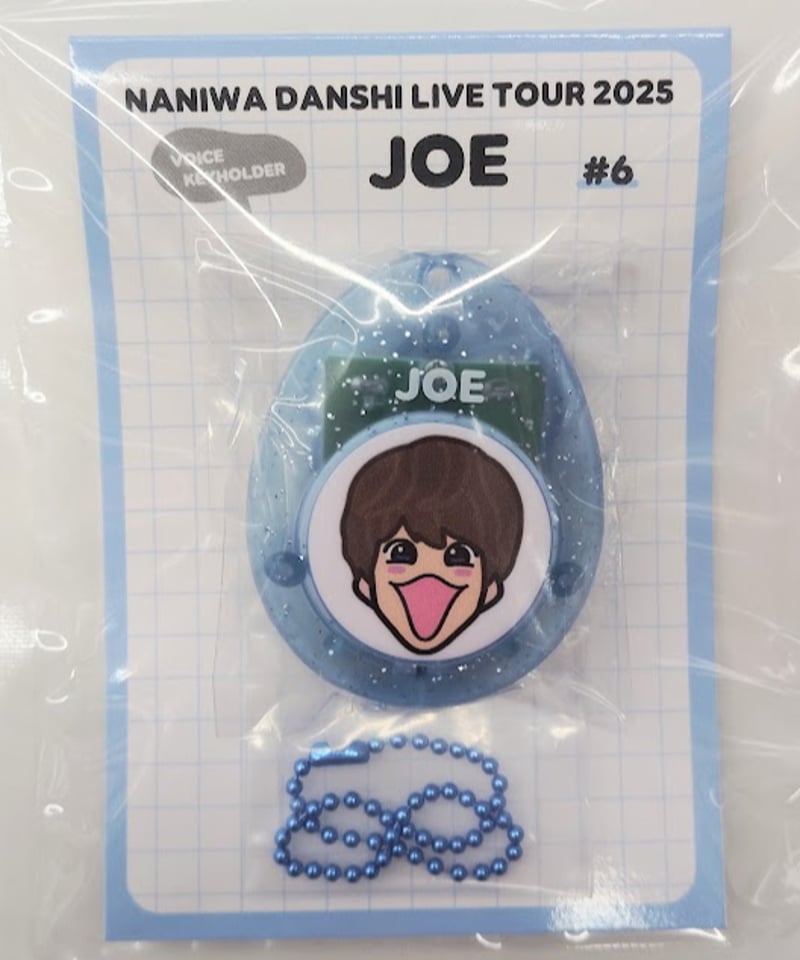 NANIWA DANSHI LIVE TOUR 2025
VOICE
KEYHOLDER
JOE
#6
JOE